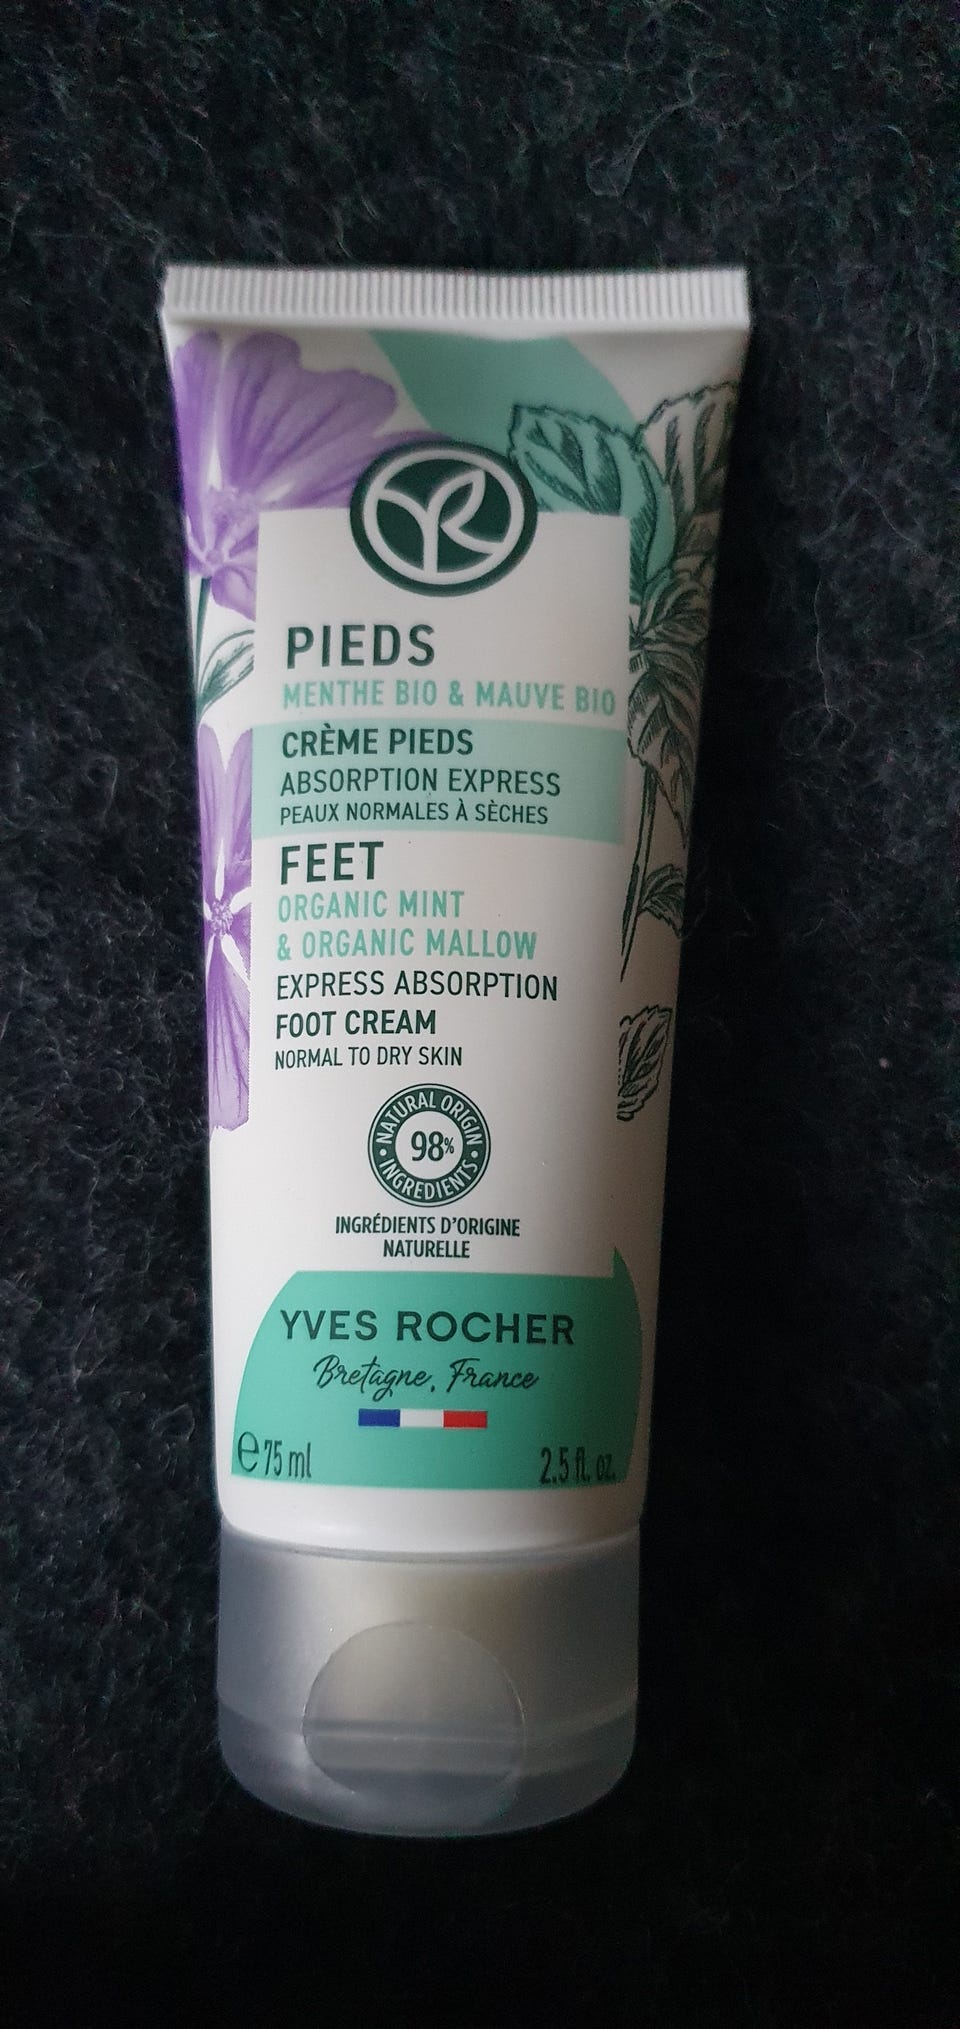 YR
PIEDS
MENTHE BIO & MAUVE BIO
CRÈME PIEDS
ABSORPTION EXPRESS
PEAUX NORMALES À SÈCHES
FEET
ORGANIC MINT
& ORGANIC MALLOW
EXPRESS ABSORPTION
FOOT CREAM
NORMAL TO DRY SKIN
NATURAL ORIGIN
98%
INGREDIENTS
INGRÉDIENTS D'ORIGINE
NATURELLE
YVES ROCHER
Bretagne, France
e 75 ml 2.5 fl. oz.